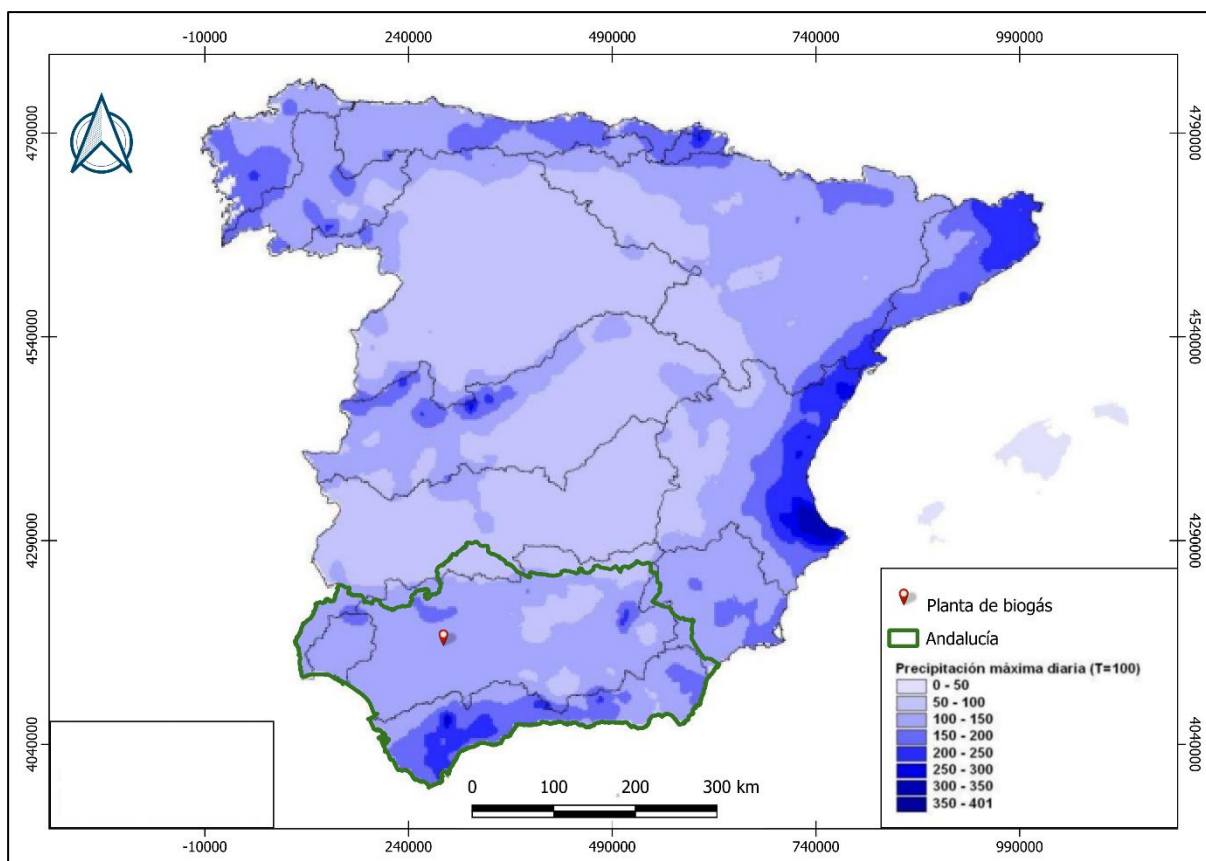 -10000 240000 490000 740000 990000
4790000 4790000
4540000 4540000
4290000 4290000
Planta de biogás
Andalucía
Precipitación máxima diaria (T=100)
0 - 50
50 - 100
100 - 150
150 - 200
200 - 250
250 - 300
300 - 350
350 - 401
4040000 4040000
0 100 200 300 km
-10000 240000 490000 740000 990000